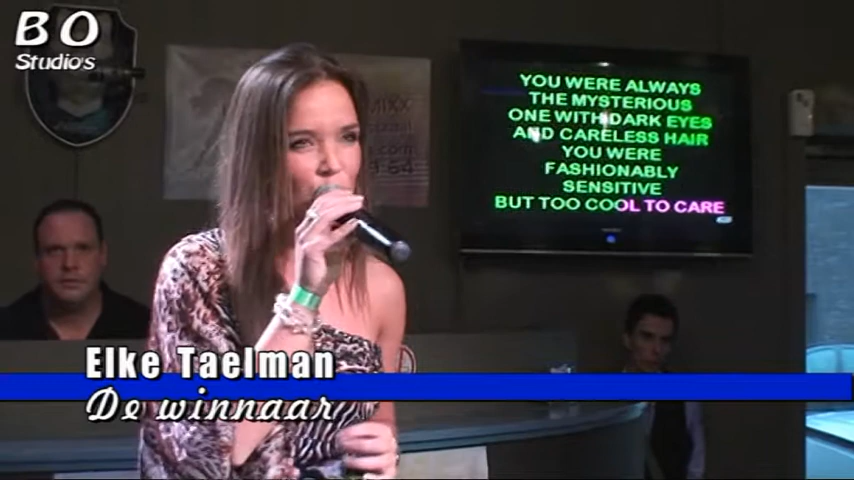 BO
Studio's
YOU WERE ALWAYS
THE MYSTERIOUS
ONE WITH DARK EYES
AND CARELESS HAIR
YOU WERE
FASHIONABLY
SENSITIVE
BUT TOO COOL TO CARE
Elke Taelman
De winnaar